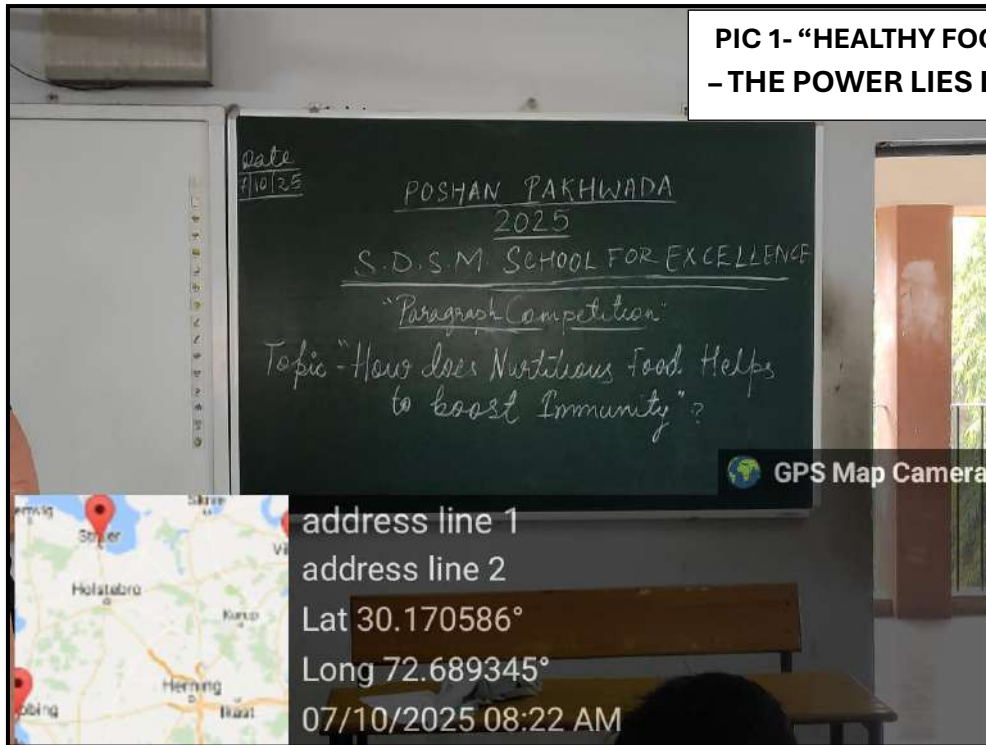 PIC 1- “HEALTHY FOO
– THE POWER LIES I
Date
7/10/25
POSHAN PAKHWADA
2025
S.D.S.M SCHOOL FOR EXCELLENCE
"Paragraph Competition"
Topic - "How does Nurtitious Food Helps
to boost Immunity" ?
GPS Map Camera
address line 1
address line 2
Lat 30.170586°
Long 72.689345°
07/10/2025 08:22 AM
Struer
Holstebro
Herning
Ikast